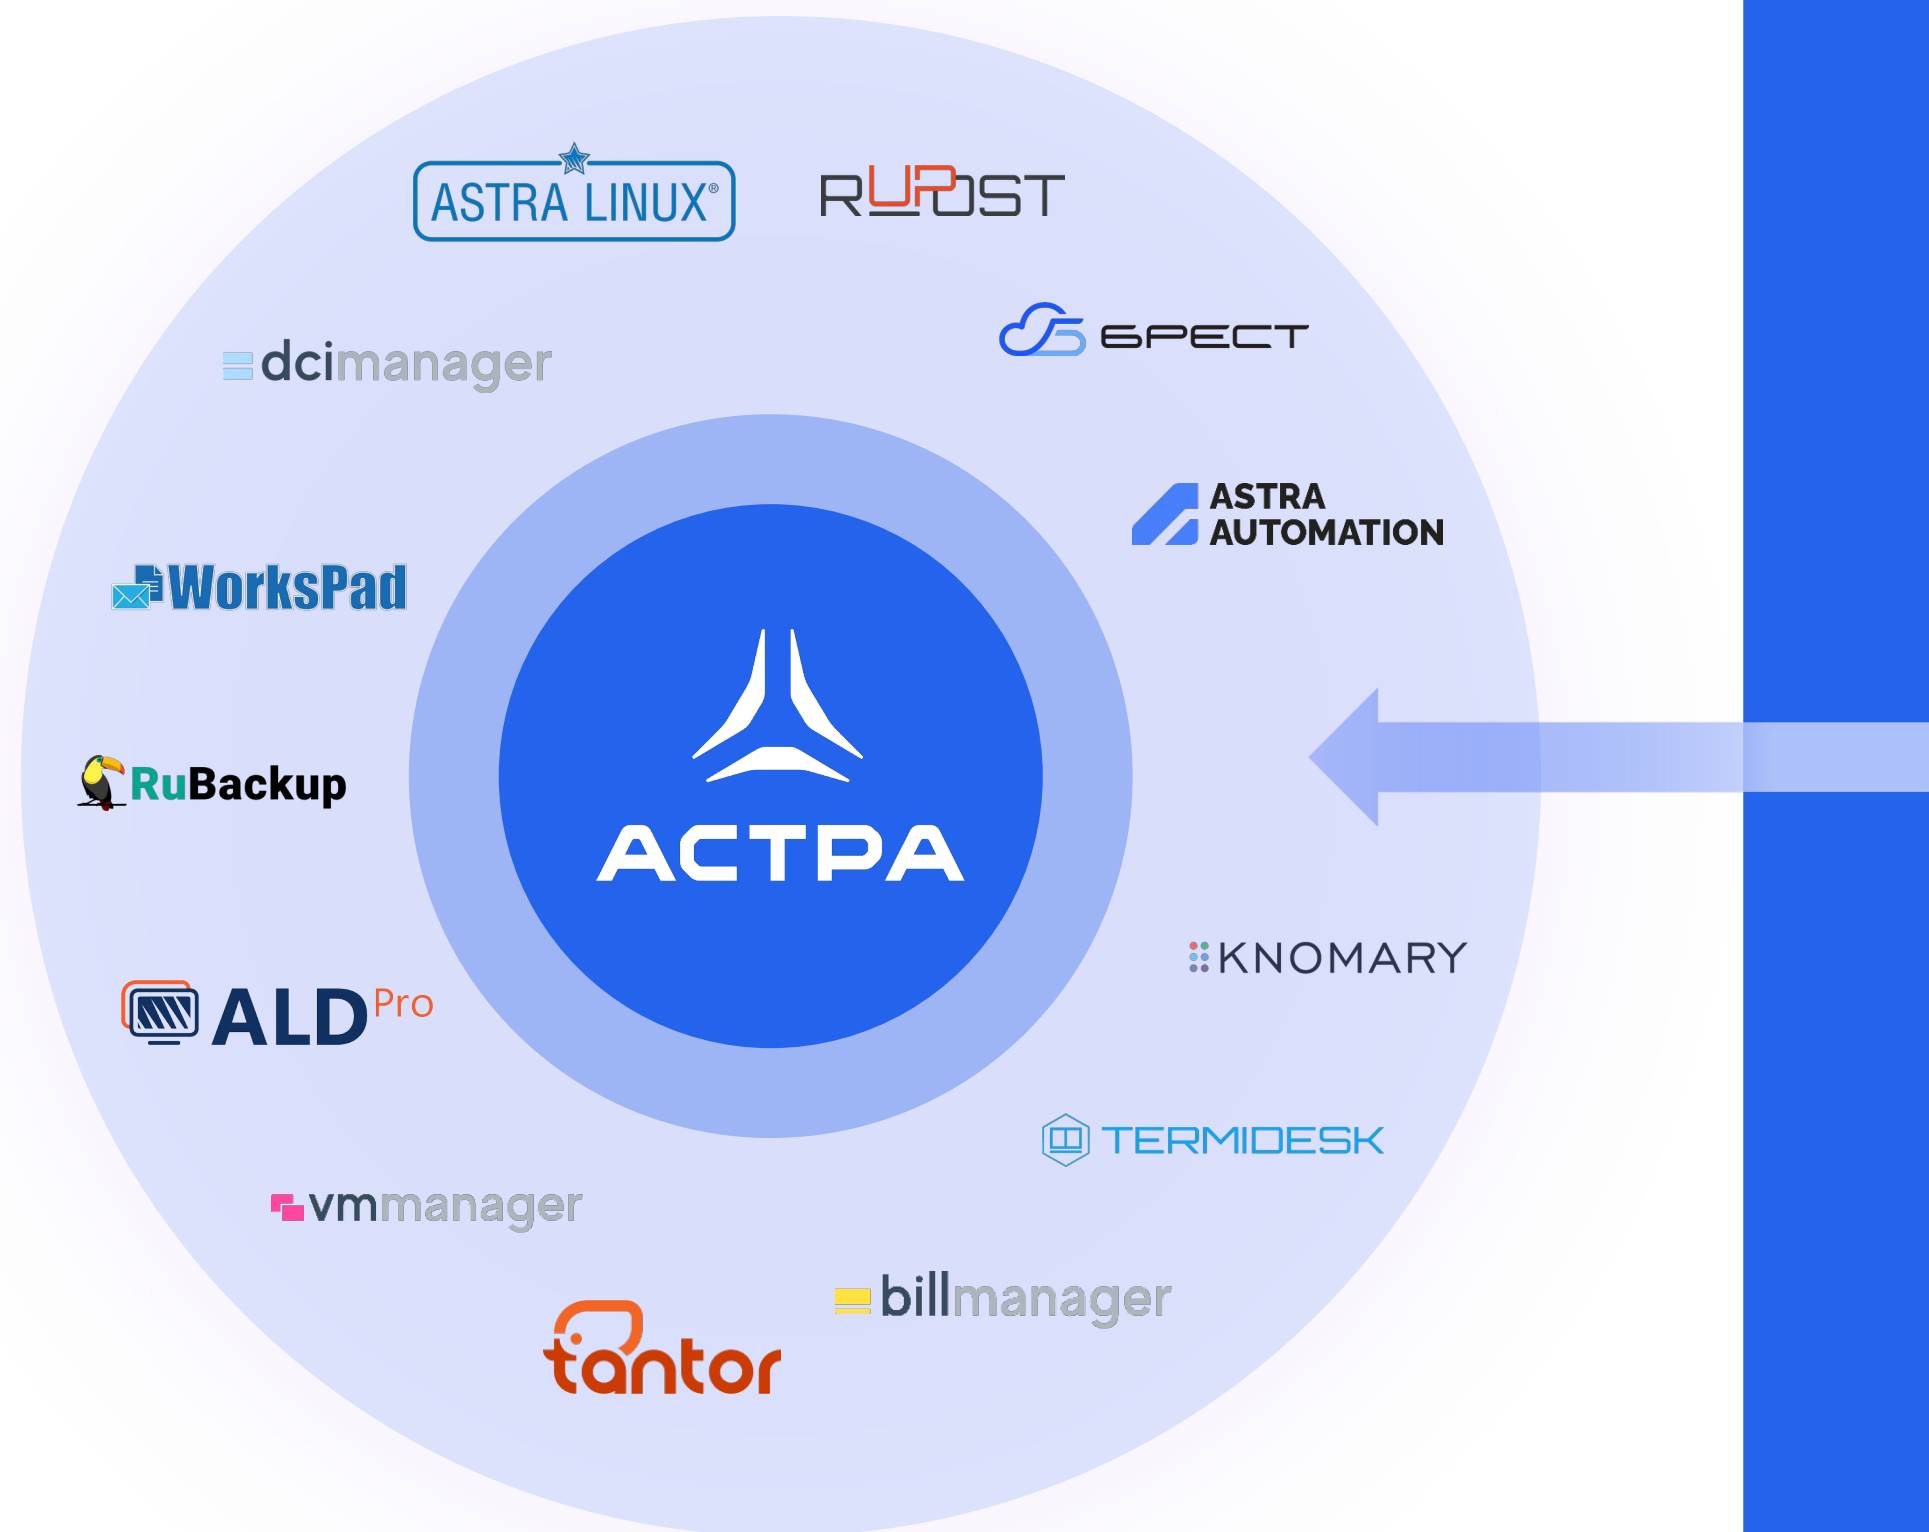 ASTRA LINUX®
RUPOST
БРЕСТ
dcimanager
ASTRA
AUTOMATION
WorksPad
RuBackup
АСТРА
KNOMARY
ALD Pro
TERMIDESK
vmmanager
billmanager
tantor